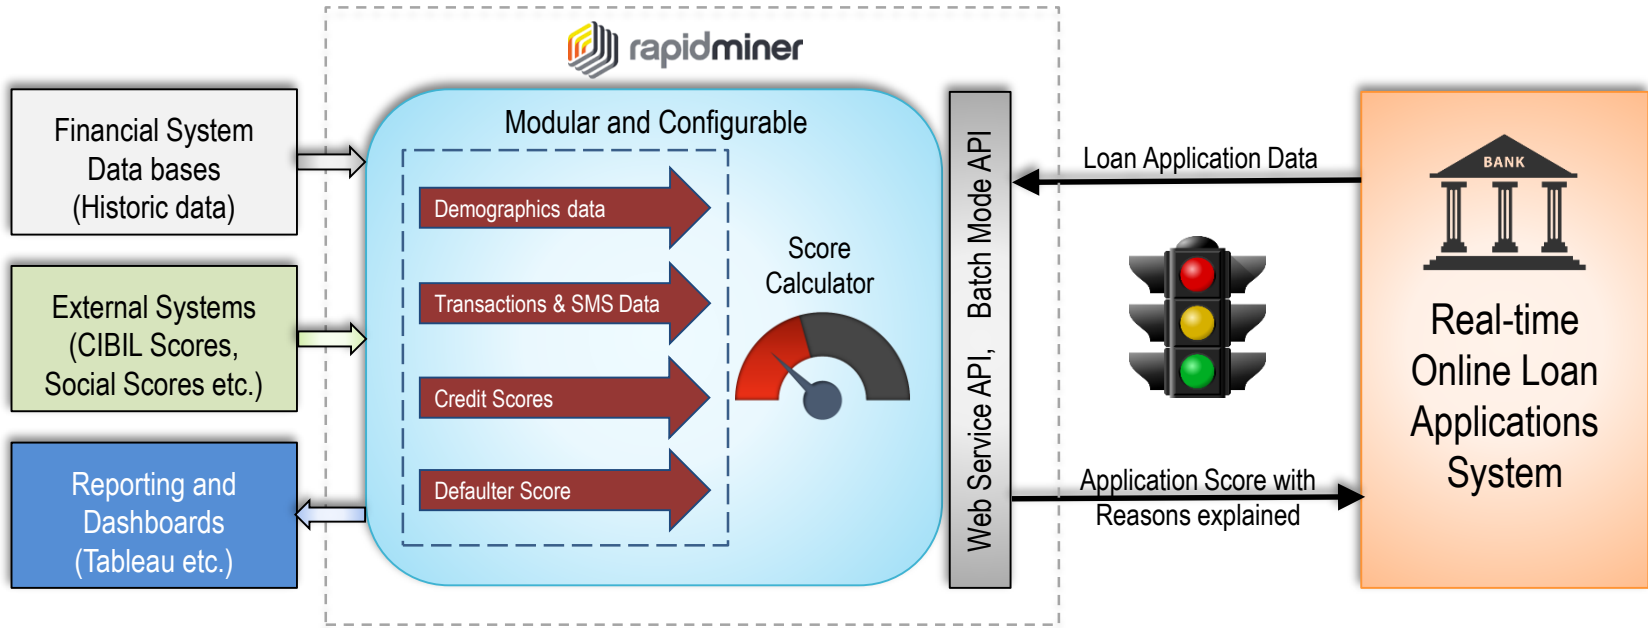 rapidminer
Financial System
Data bases
(Historic data)
External Systems
(CIBIL Scores,
Social Scores etc.)
Reporting and
Dashboards
(Tableau etc.)
Modular and Configurable
Demographics data
Transactions & SMS Data
Credit Scores
Defaulter Score
Score
Calculator
Web Service API, Batch Mode API
Loan Application Data
Application Score with
Reasons explained
BANK
Real-time
Online Loan
Applications
System